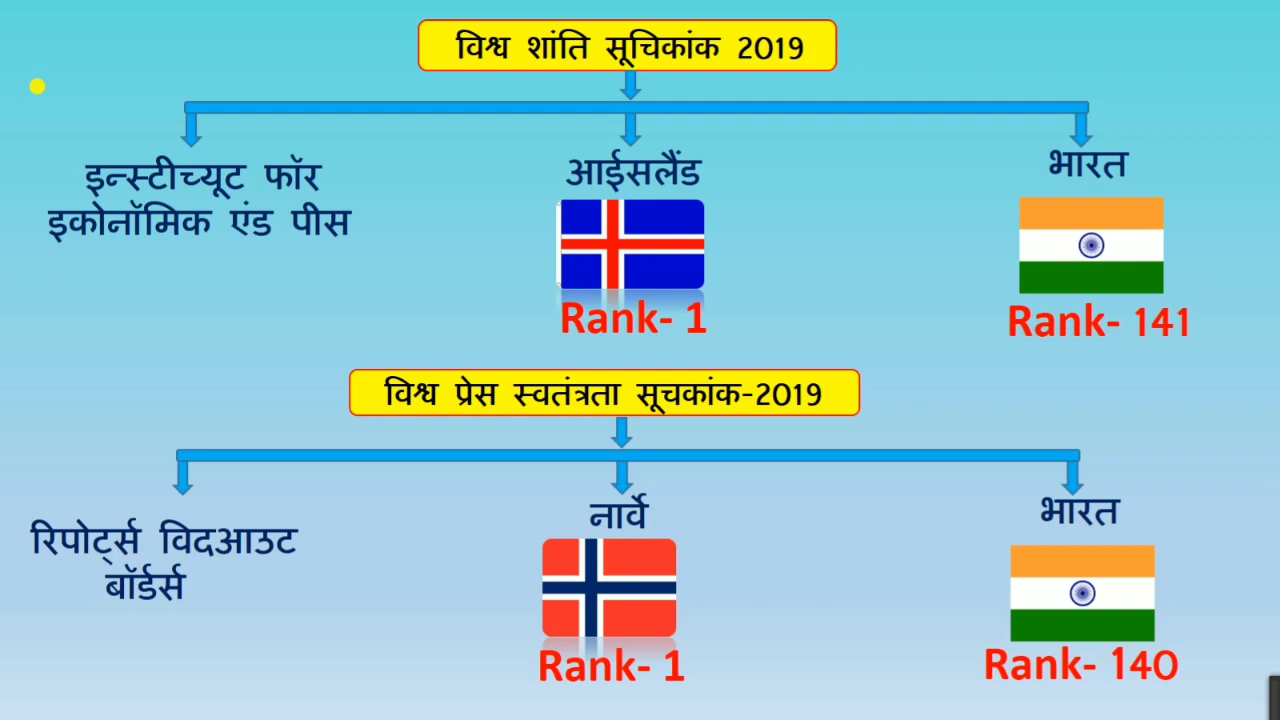 विश्व शांति सूचिकांक 2019
इन्स्टीच्यूट फॉर
इकोनॉमिक एंड पीस
आईसलैंड
Rank- 1
भारत
Rank- 141
विश्व प्रेस स्वतंत्रता सूचकांक-2019
रिपोर्ट्स विदआउट
बॉर्डर्स
नार्वे
Rank- 1
भारत
Rank- 140